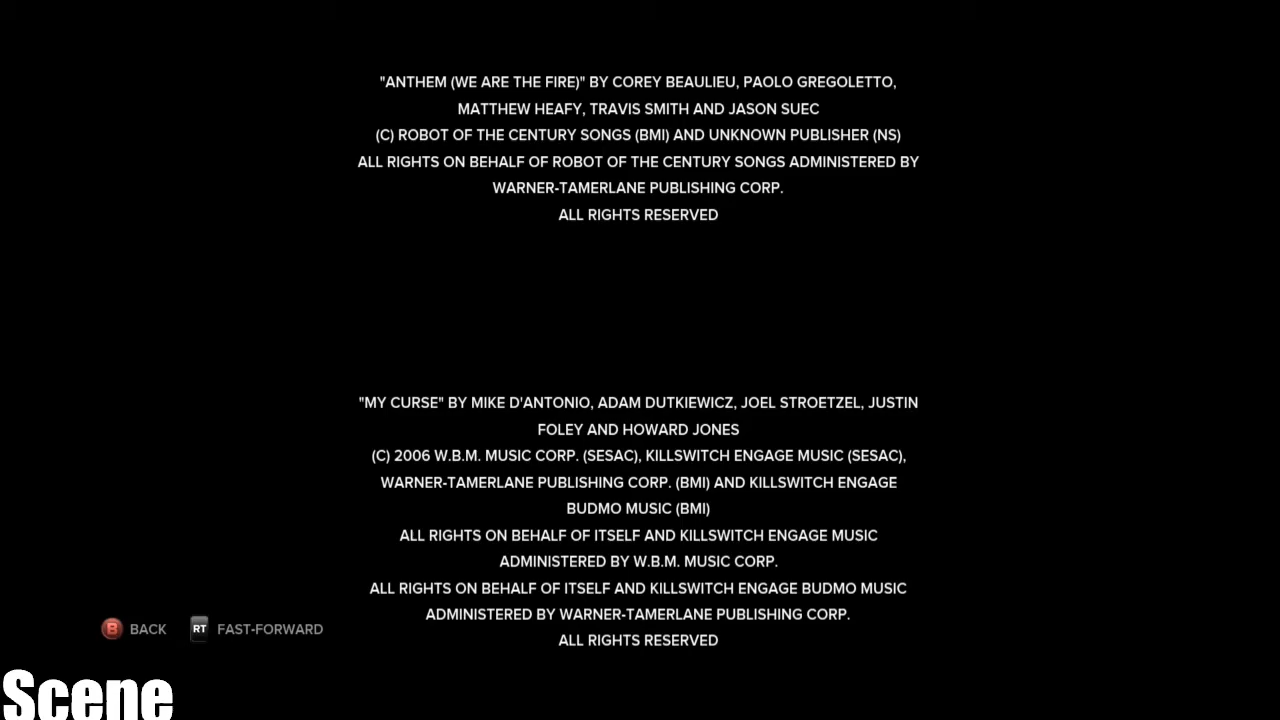 "ANTHEM (WE ARE THE FIRE)" BY COREY BEAULIEU, PAOLO GREGOLETTO,
MATTHEW HEAFY, TRAVIS SMITH AND JASON SUEC
(C) ROBOT OF THE CENTURY SONGS (BMI) AND UNKNOWN PUBLISHER (NS)
ALL RIGHTS ON BEHALF OF ROBOT OF THE CENTURY SONGS ADMINISTERED BY
WARNER-TAMERLANE PUBLISHING CORP.
ALL RIGHTS RESERVED
"MY CURSE" BY MIKE D'ANTONIO, ADAM DUTKIEWICZ, JOEL STROETZEL, JUSTIN
FOLEY AND HOWARD JONES
(C) 2006 W.B.M. MUSIC CORP. (SESAC), KILLSWITCH ENGAGE MUSIC (SESAC),
WARNER-TAMERLANE PUBLISHING CORP. (BMI) AND KILLSWITCH ENGAGE
BUDMO MUSIC (BMI)
ALL RIGHTS ON BEHALF OF ITSELF AND KILLSWITCH ENGAGE MUSIC
ADMINISTERED BY W.B.M. MUSIC CORP.
ALL RIGHTS ON BEHALF OF ITSELF AND KILLSWITCH ENGAGE BUDMO MUSIC
ADMINISTERED BY WARNER-TAMERLANE PUBLISHING CORP.
ALL RIGHTS RESERVED
B BACK RT FAST-FORWARD
Scene